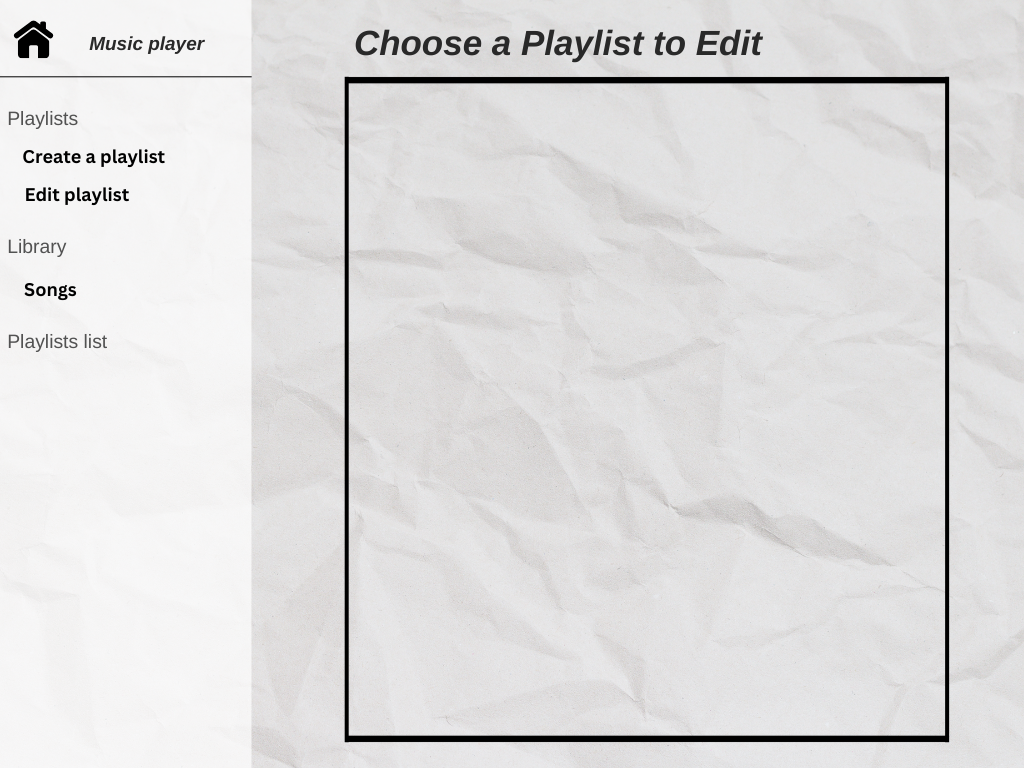 Music player
Choose a Playlist to Edit
Playlists
Create a playlist
Edit playlist
Library
Songs
Playlists list